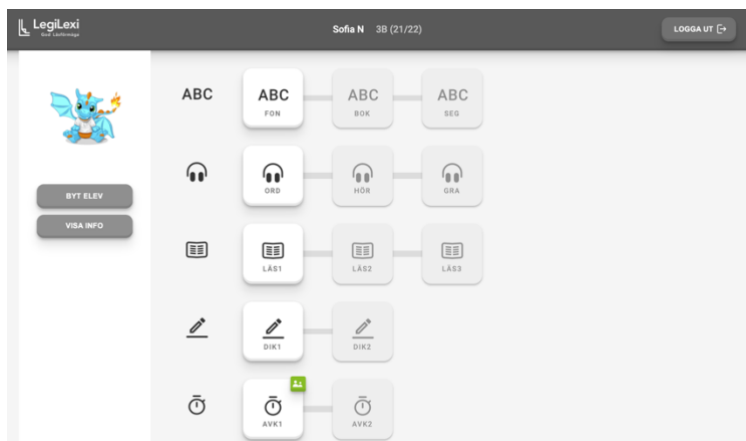 LegiLexi
God Läsförmåga
Sofia N 3B (21/22)
LOGGA UT
BYT ELEV
VISA INFO
ABC
ABC
FON
ABC
BOK
ABC
SEG
ORD
HÖR
GRA
LÄS1
LÄS2
LÄS3
DIK1
DIK2
AVK1
AVK2